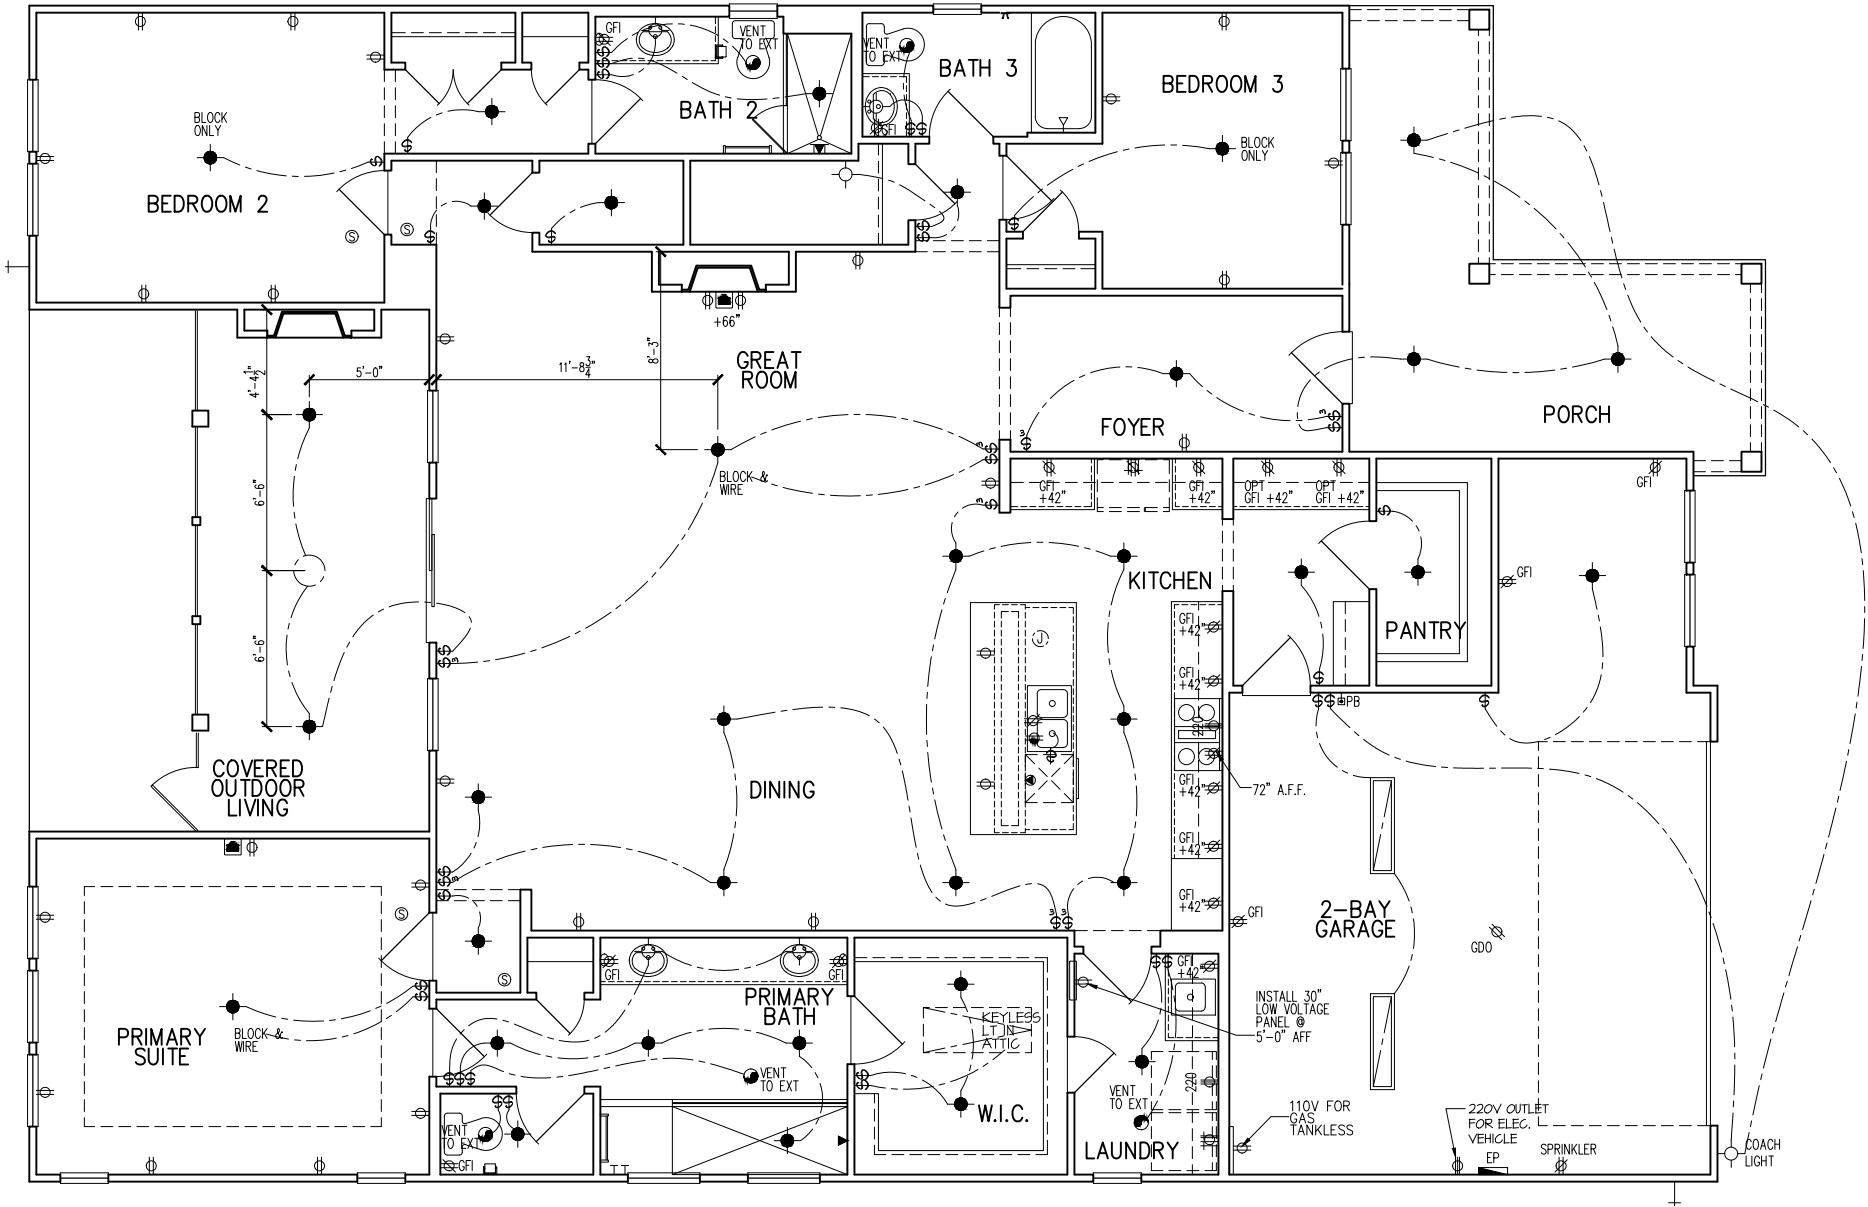 GFI
VENT
TO EXT
VENT
TO EXT
BATH 3
BEDROOM 3
BATH 2
BLOCK
ONLY
GFI
BLOCK
ONLY
BEDROOM 2
S
S
+66"
8'-3"
GREAT
ROOM
4'-4 1/2"
5'-0"
11'-8 3/4"
FOYER
PORCH
BLOCK &
WIRE
GFI
+42"
GFI
+42"
OPT
GFI +42"
OPT
GFI +42"
GFI
6'-6"
KITCHEN
GFI
PANTRY
GFI
+42"
J
6'-6"
GFI
+42"
PB
220
COVERED
OUTDOOR
LIVING
DINING
GFI
+42"
72" A.F.F.
GFI
+42"
GFI
+42"
GFI
2-BAY
GARAGE
S
GDO
GFI
GFI
GFI
+42"
S
PRIMARY
BATH
INSTALL 30"
LOW VOLTAGE
PANEL @
5'-0" AFF
KEYLESS
LT IN
ATTIC
PRIMARY
SUITE
BLOCK &
WIRE
VENT
TO EXT
220
VENT
TO EXT
W.I.C.
110V FOR
GAS
TANKLESS
220V OUTLET
FOR ELEC.
VEHICLE
VENT
TO EXT
GFI
LAUNDRY
EP
SPRINKLER
COACH
LIGHT